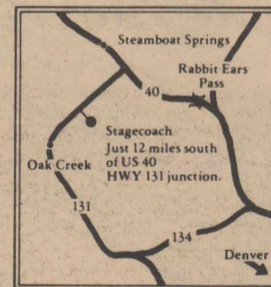 Steamboat Springs
Rabbit Ears
Pass
40
Stagecoach
Just 12 miles south
of US 40
HWY 131 junction.
Oak Creek
131
134
Denver